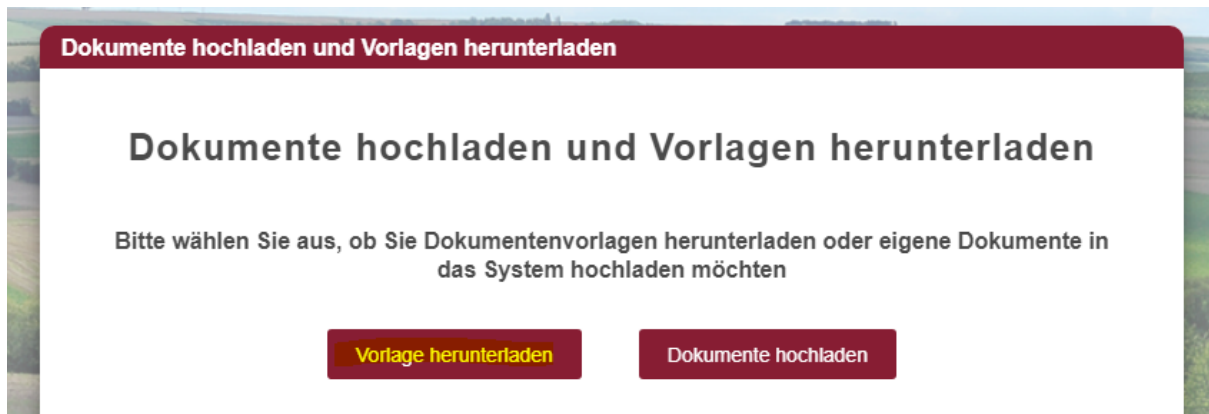 Dokumente hochladen und Vorlagen herunterladen
Dokumente hochladen und Vorlagen herunterladen
Bitte wählen Sie aus, ob Sie Dokumentenvorlagen herunterladen oder eigene Dokumente in
das System hochladen möchten
Vorlage herunterladen
Dokumente hochladen